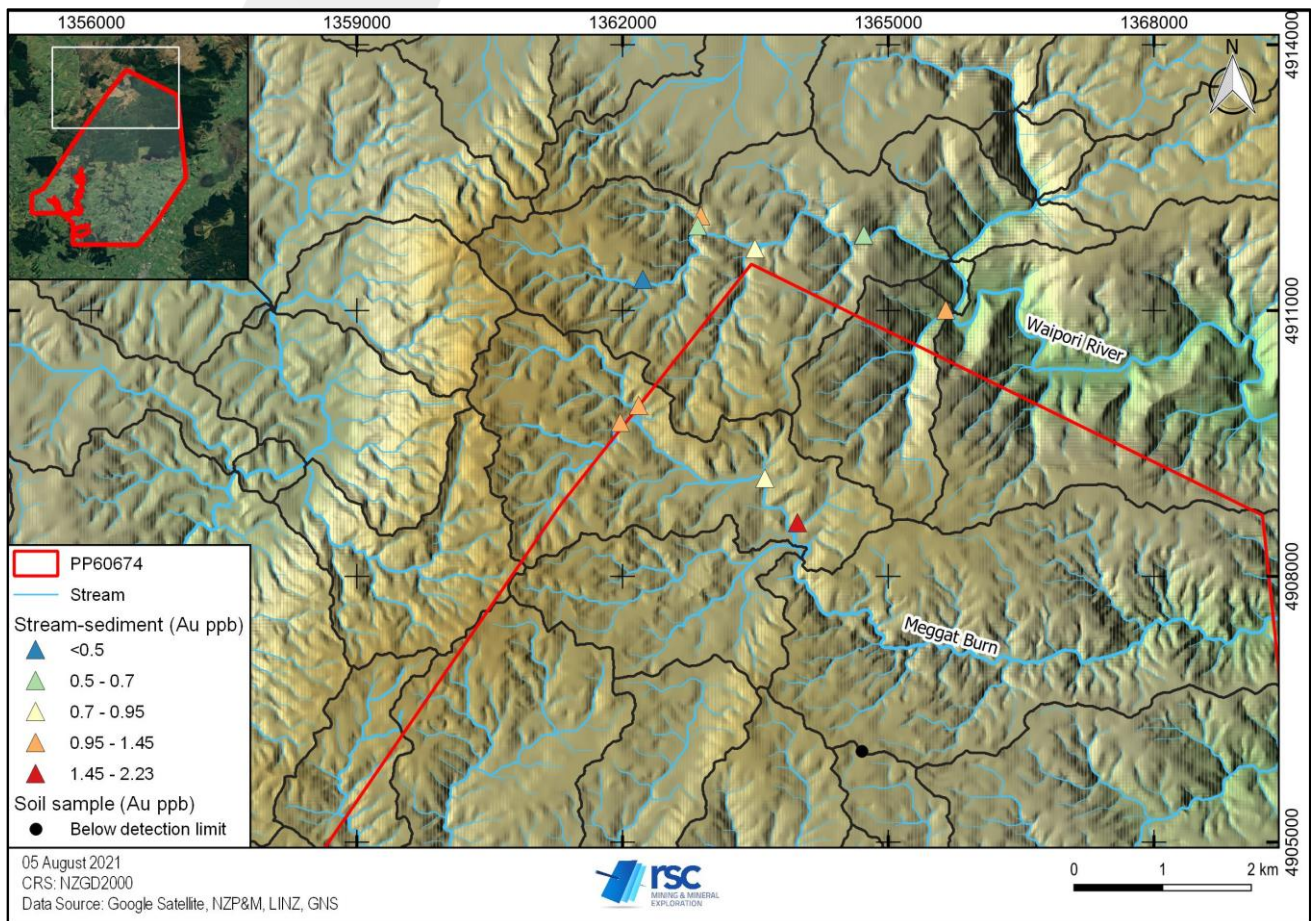 1356000
1359000
1362000
1365000
1368000
N
4914000
4911000
4908000
4905000
Waipori River
Meggat Burn
PP60674
Stream
Stream-sediment (Au ppb)
<0.5
0.5 - 0.7
0.7 - 0.95
0.95 - 1.45
1.45 - 2.23
Soil sample (Au ppb)
Below detection limit
05 August 2021
CRS: NZGD2000
Data Source: Google Satellite, NZP&M, LINZ, GNS
rsc
MINING & MINERAL
EXPLORATION
0 1 2 km